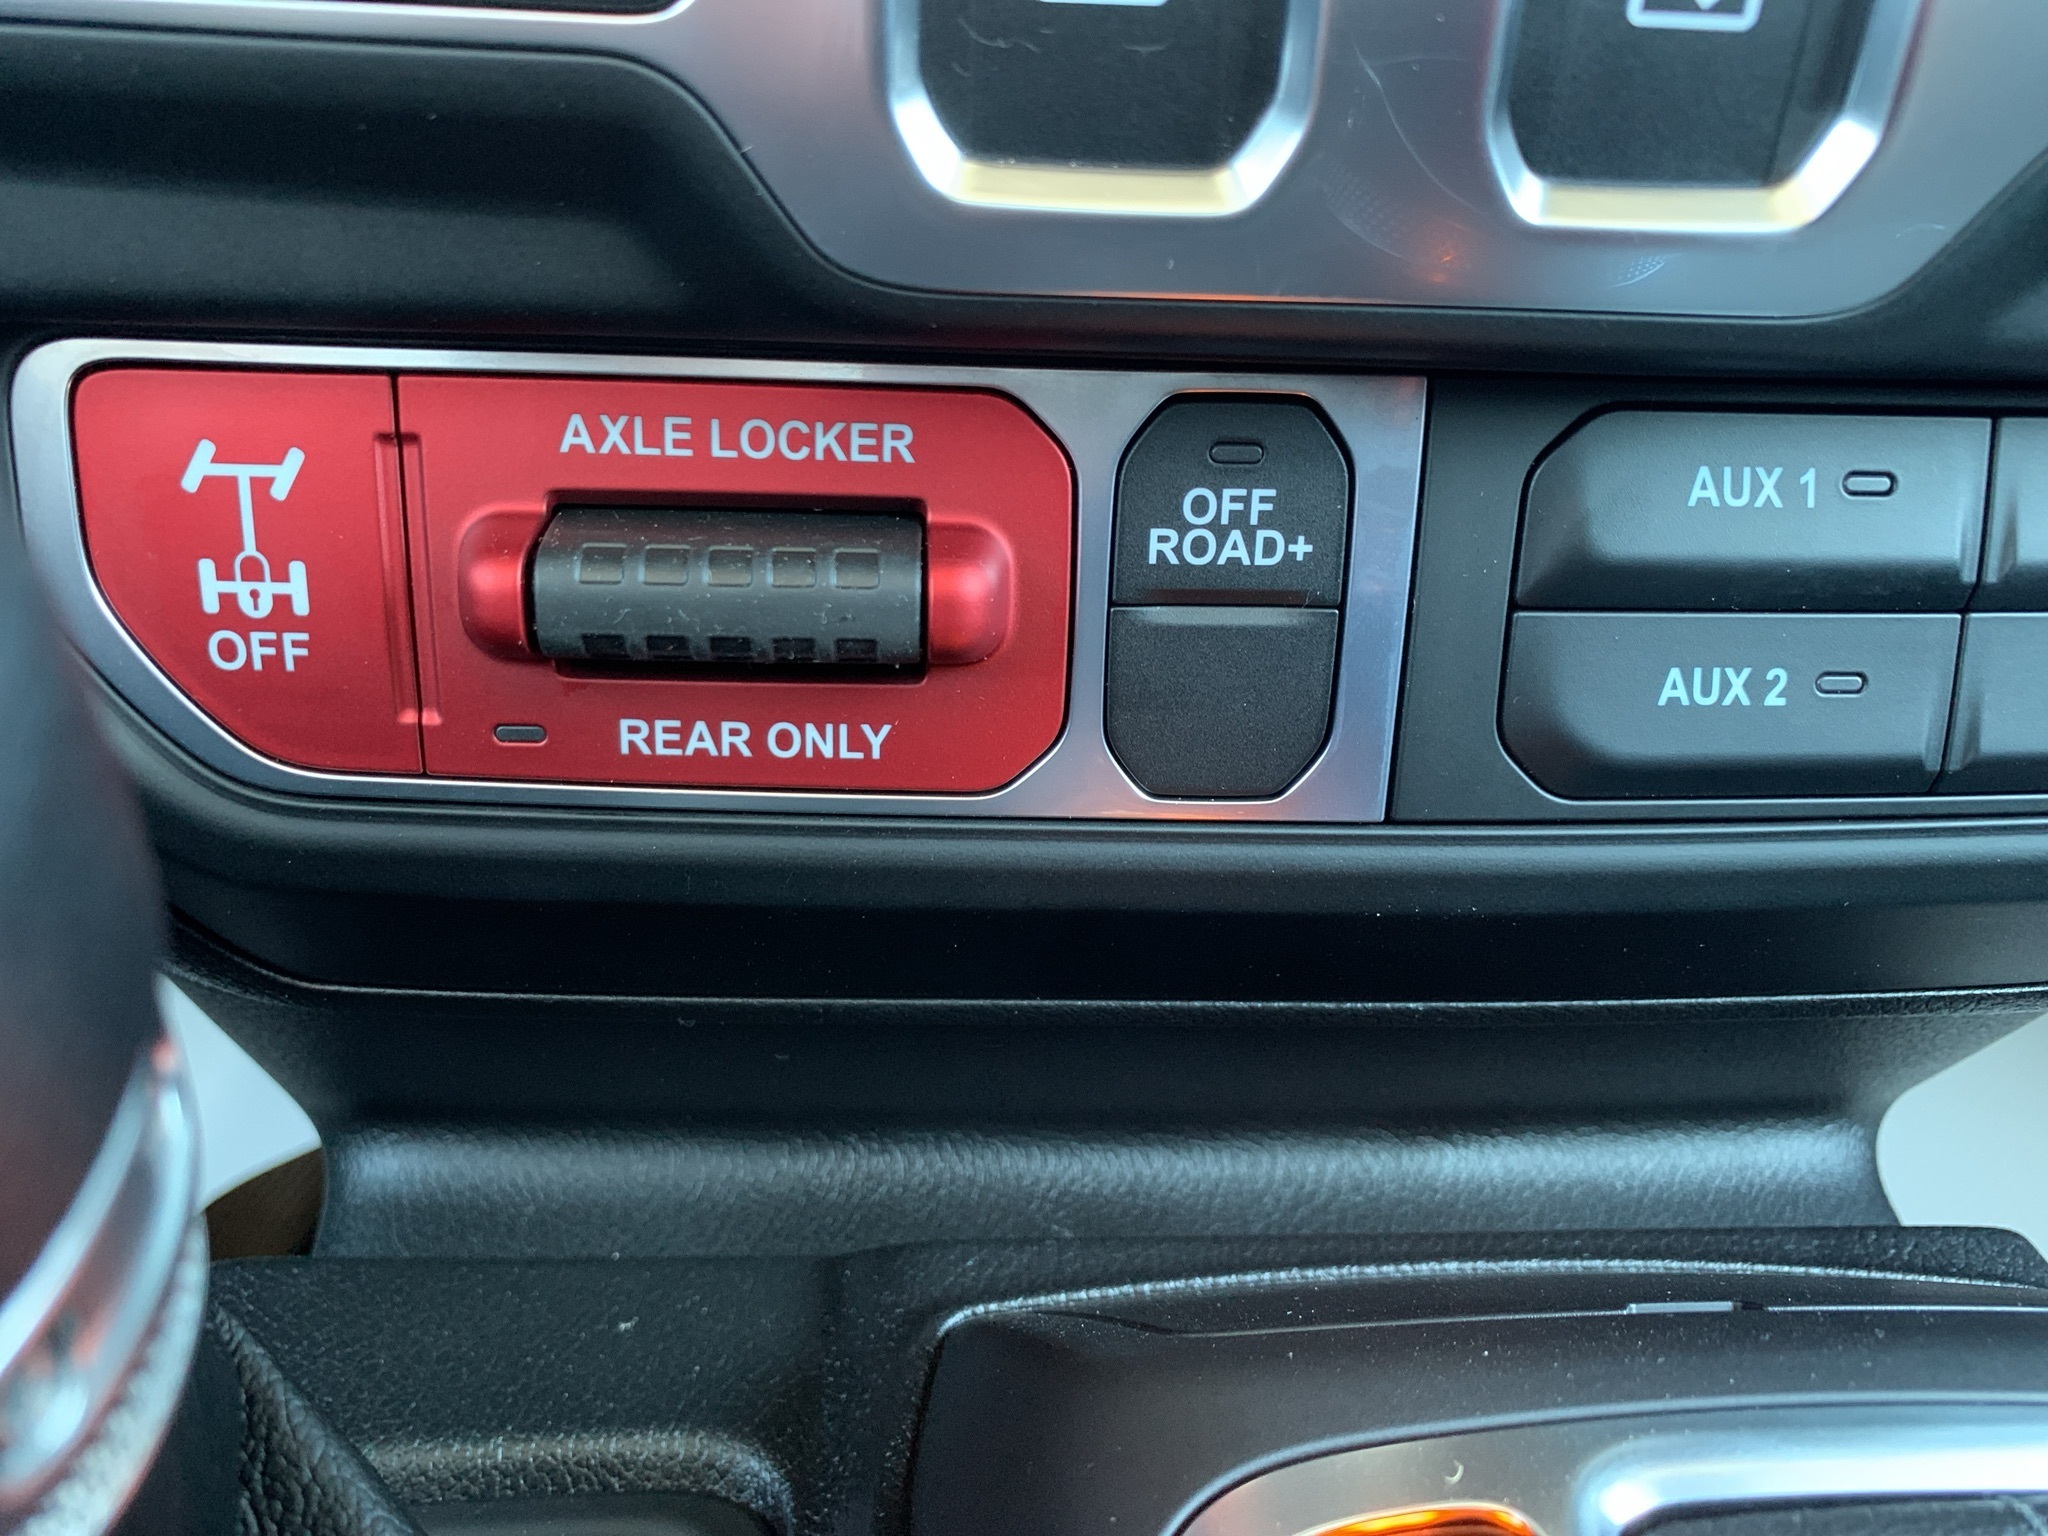 AXLE LOCKER
OFF
REAR ONLY
OFF
ROAD+
AUX 1
AUX 2